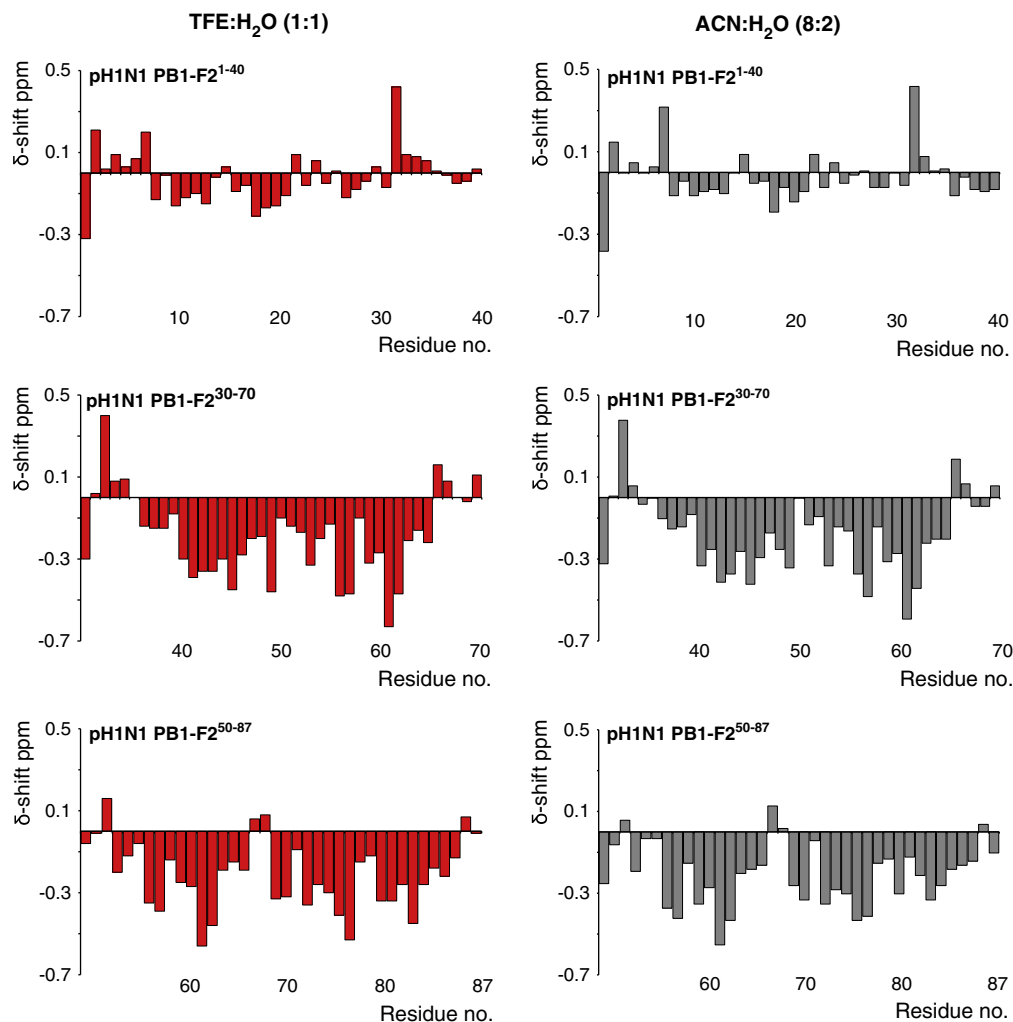 TFE:H₂O (1:1)
ACN:H₂O (8:2)
δ-shift ppm
0.5
0.1
-0.3
-0.7
pH1N1 PB1-F2¹⁻⁴⁰
10 20 30 40
Residue no.
δ-shift ppm
0.5
0.1
-0.3
-0.7
pH1N1 PB1-F2¹⁻⁴⁰
10 20 30 40
Residue no.
δ-shift ppm
0.5
0.1
-0.3
-0.7
pH1N1 PB1-F2³⁰⁻⁷⁰
40 50 60 70
Residue no.
δ-shift ppm
0.5
0.1
-0.3
-0.7
pH1N1 PB1-F2³⁰⁻⁷⁰
40 50 60 70
Residue no.
δ-shift ppm
0.5
0.1
-0.3
-0.7
pH1N1 PB1-F2⁵⁰⁻⁸⁷
60 70 80 87
Residue no.
δ-shift ppm
0.5
0.1
-0.3
-0.7
pH1N1 PB1-F2⁵⁰⁻⁸⁷
60 70 80 87
Residue no.